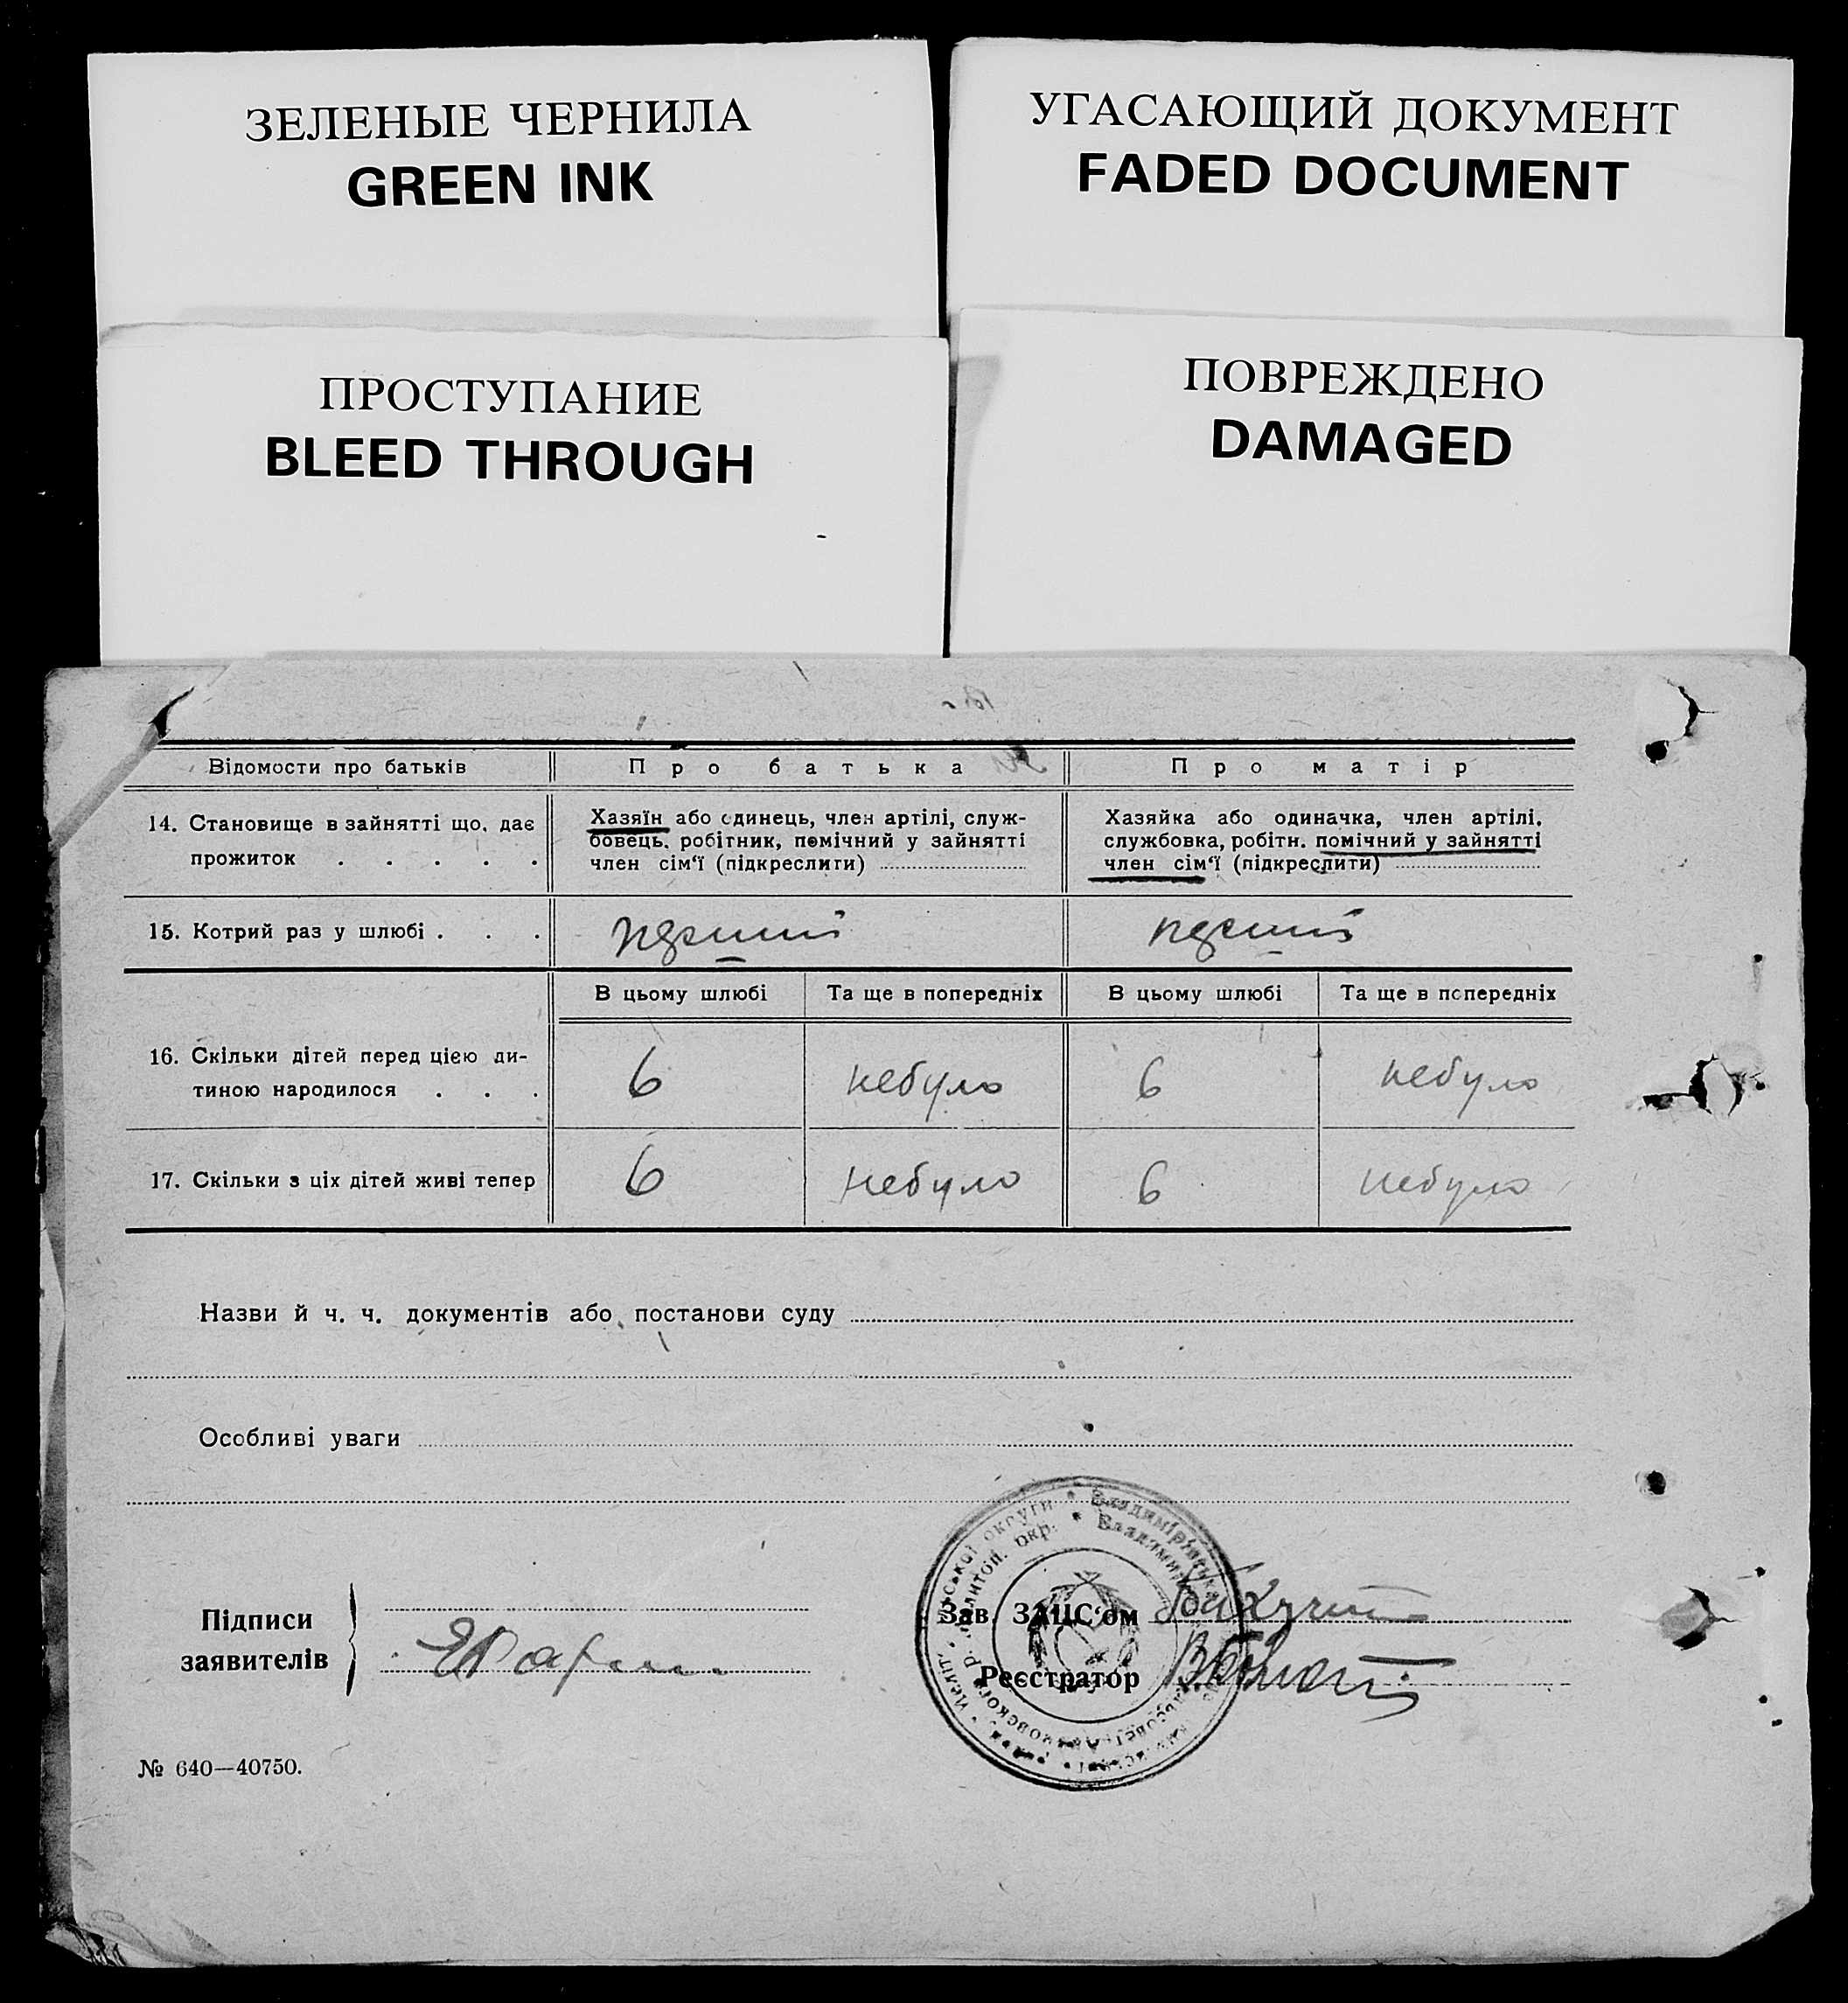 ЗЕЛЕНЫЕ ЧЕРНИЛА
GREEN INK
УГАСАЮЩИЙ ДОКУМЕНТ
FADED DOCUMENT
ПРОСТУПАНИЕ
BLEED THROUGH
ПОВРЕЖДЕНО
DAMAGED
Відомости про батьків
Про батька
Про матір
14. Становище в зайнятті що, дає
прожиток . . . . .
Хазяїн або одинець, член артілі, служ-
бовець, робітник, помічний у зайнятті
член сім‘ї (підкреслити)
Хазяйка або одиначка, член артілі,
службовка, робітн. помічний у зайнятті
член сім‘ї (підкреслити)
15. Котрий раз у шлюбі . . .
перший
перший
В цьому шлюбі
Та ще в попередніх
В цьому шлюбі
Та ще в попередніх
16. Скільки дітей перед цією ди-
тиною народилося . . .
6
небуло
6
небуло
17. Скільки з ціх дітей живі тепер
6
небуло
6
небуло
Назви й ч. ч. документів або постанови суду
Особливі уваги
Підписи
заявителів
Зав. ЗАЦС‘ом
Реєстратор
№ 640—40750.